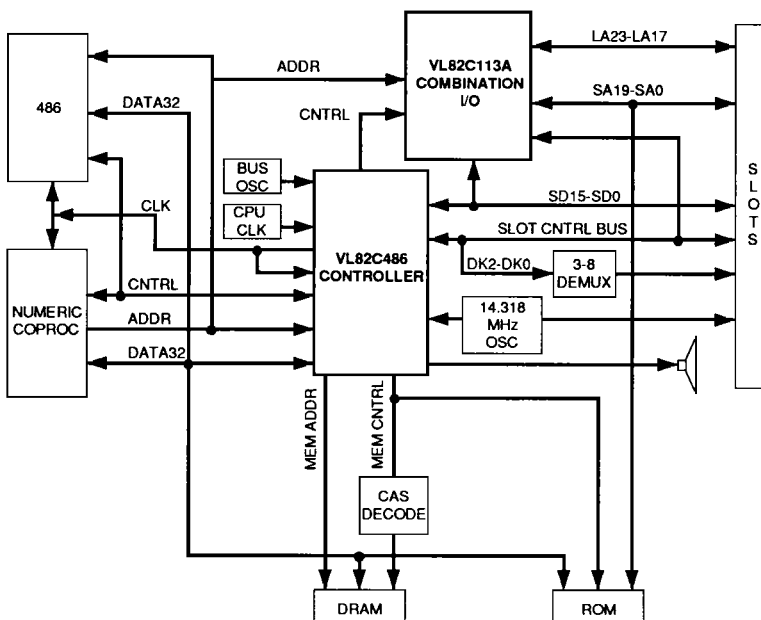 486
DATA32
ADDR
CNTRL
VL82C113A
COMBINATION
I/O
LA23-LA17
SA19-SA0
SLOTS
BUS
OSC
CPU
CLK
CLK
VL82C486
CONTROLLER
SD15-SD0
SLOT CNTRL BUS
DK2-DK0
3-8
DEMUX
NUMERIC
COPROC
CNTRL
ADDR
DATA32
14.318
MHz
OSC
MEM ADDR
MEM CNTRL
CAS
DECODE
DRAM
ROM